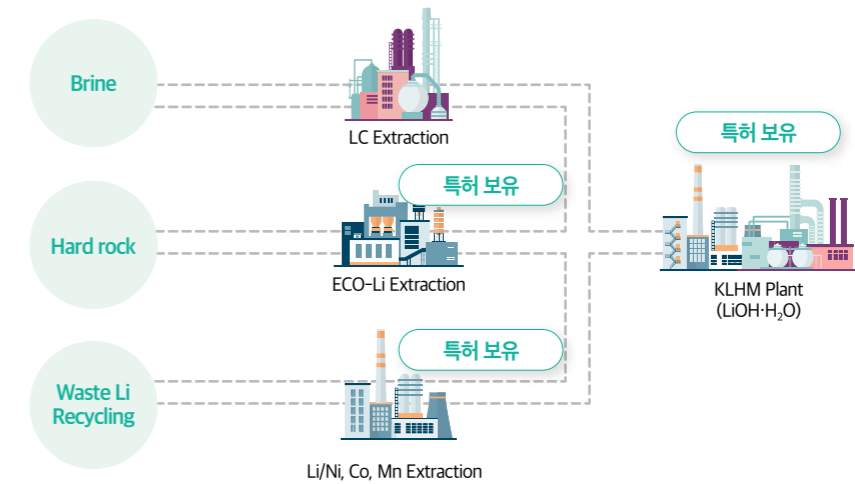 Brine
LC Extraction
특허 보유
특허 보유
Hard rock
ECO-Li Extraction
KLHM Plant
(LiOH·H₂O)
특허 보유
Waste Li
Recycling
Li/Ni, Co, Mn Extraction